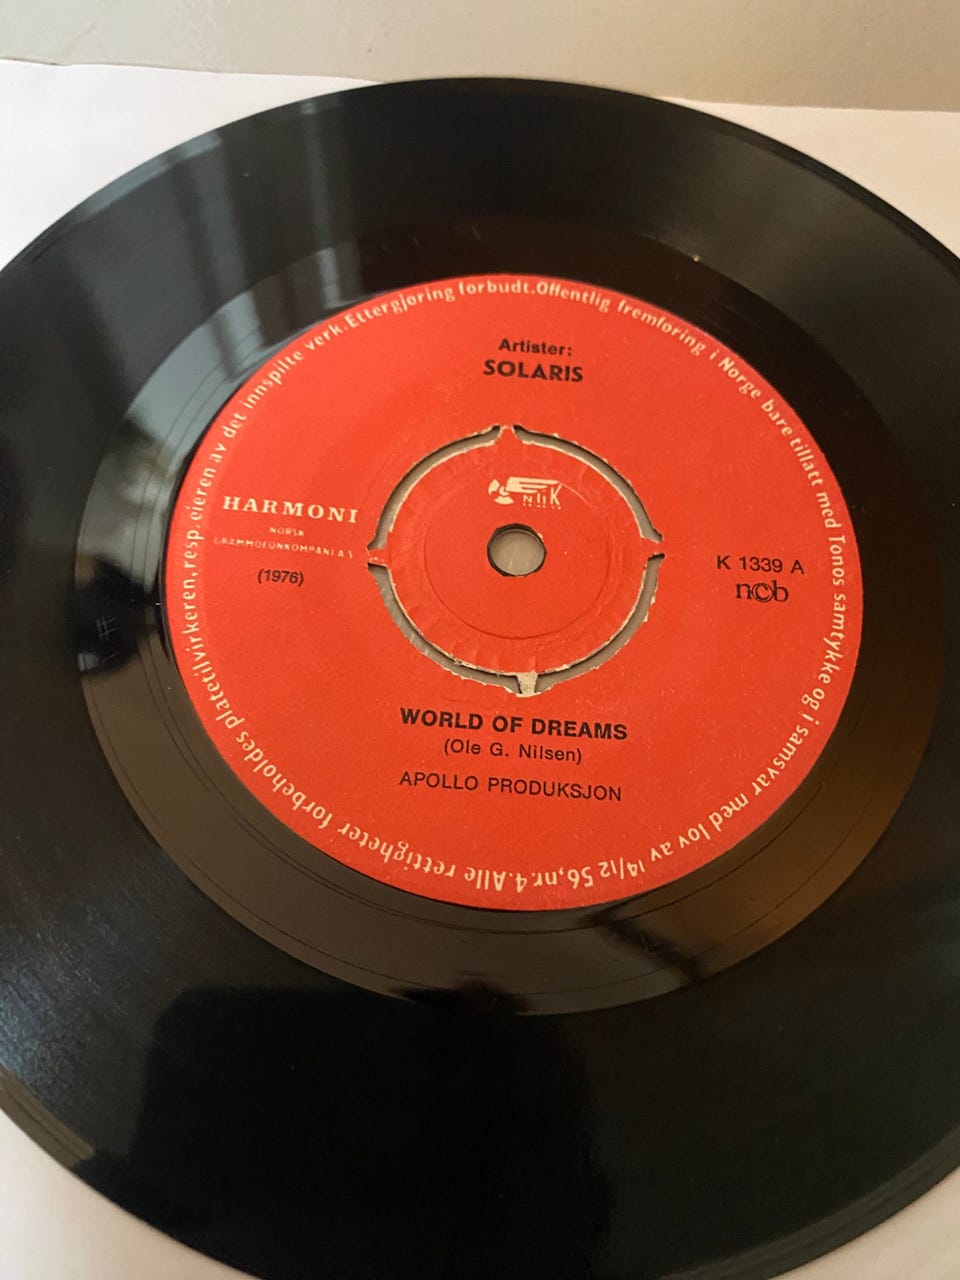 Artister:
SOLARIS
HARMONI
NORSK
GRAMMOFONKOMPANI A.S
(1976)
K 1339 A
ncb
WORLD OF DREAMS
(Ole G. Nilsen)
APOLLO PRODUKSJON
Alle rettigheter forbeholdes platetilvirkeren, resp. eieren av det innspilte verk. Ettergjøring forbudt. Offentlig fremføring i Norge bare tillatt med Tonos samtykke og i samsvar med lov av 14/12 56, nr. 4.